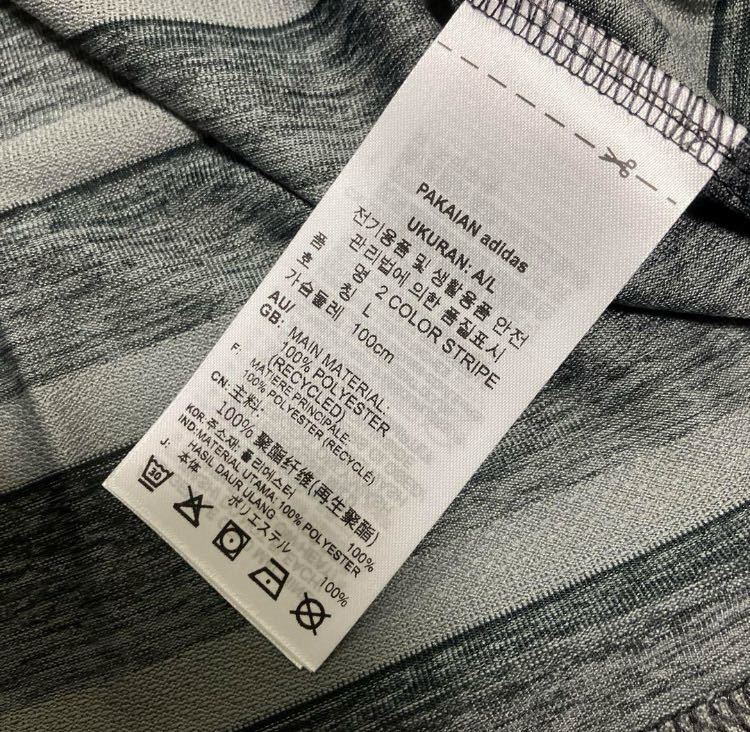 PAKAIAN adidas
UKURAN: A/L
전기용품 및 생활용품 안전
관리법에 의한 품질표시
품 명 2 COLOR STRIPE
호 칭 L
가슴둘레 100cm
AU/
GB: MAIN MATERIAL:
100% POLYESTER
(RECYCLED)
F: MATIÈRE PRINCIPALE:
100% POLYESTER (RECYCLÉ)
CN: 主料:
100% 聚酯纤维(再生聚酯)
KOR: 주소재: 폴리에스터 100%
IND: MATERIAL UTAMA: 100% POLYESTER
HASIL DAUR ULANG
J: 本体
ポリエステル 100%
30